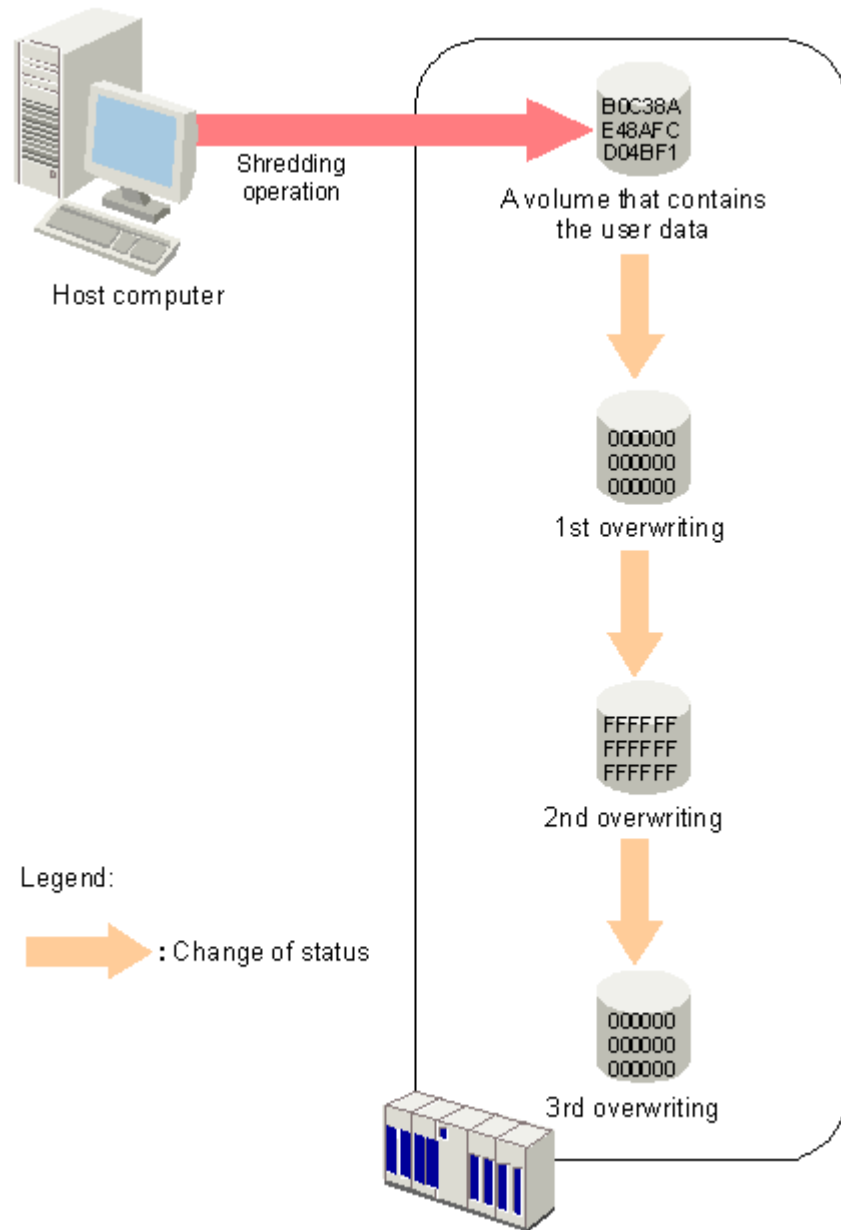 B0C38A
E48AFC
D04BF1
Shredding
operation
A volume that contains
the user data
Host computer
000000
000000
000000
1st overwriting
FFFFFF
FFFFFF
FFFFFF
2nd overwriting
Legend:
: Change of status
000000
000000
000000
3rd overwriting